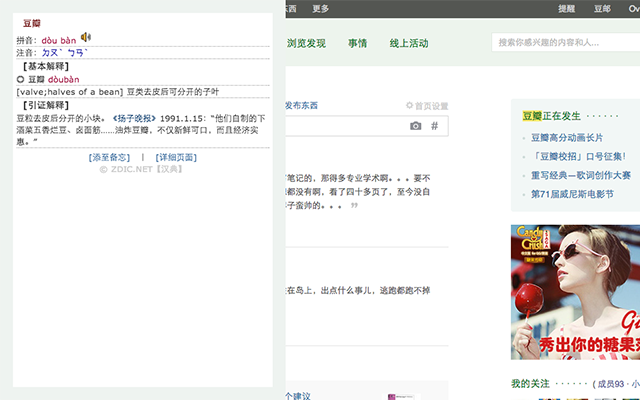 豆瓣
拼音: dòu bàn
注音: ㄉㄡˋ ㄅㄢˋ
[基本解释]
豆瓣 dòubàn
[valve;halves of a bean] 豆类去皮后可分开的子叶
[引证解释]
豆粒去皮后分开的小块。《扬子晚报》1991.1.15:“他们自制的下
酒菜五香烂豆、卤面筋……油炸豆瓣，不仅新鲜可口，而且经济实
惠。”
[添至备忘] | [详细页面]
© ZDIC.NET【汉典】
东西 更多 提醒 豆邮
浏览发现 事情 线上活动
搜索你感兴趣的内容和人...
发布东西 首页设置
#
笔记的，那得多专业学术啊。。。要不
都没有啊，看了四十多页了，至今没自
子蛮帅的。。。
在岛上，出点什么事儿，逃跑都跑不掉
个建议
豆瓣正在发生 · · · · · ·
豆瓣高分动画长片
「豆瓣校招」口号征集!
重写经典—歌词创作大赛
第71届威尼斯电影节
Candy
Crush
秀出你的糖果
我的关注 · · · · · · ( 成员93 · 小